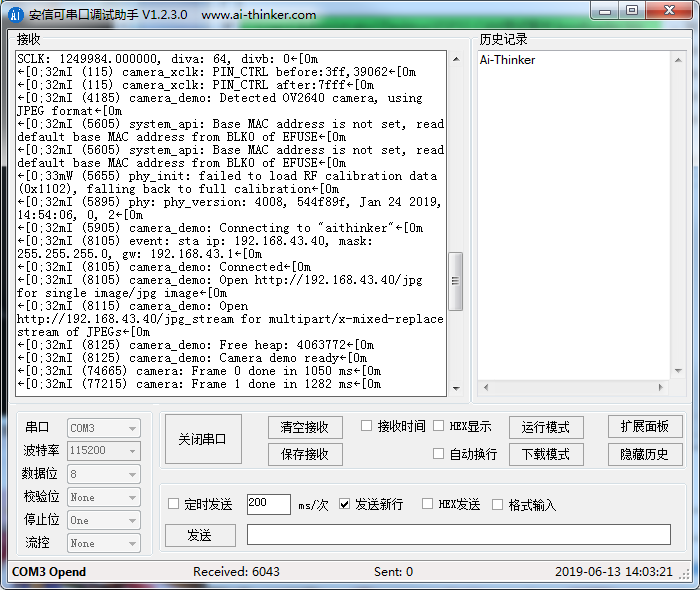 安信可串口调试助手 V1.2.3.0 www.ai-thinker.com
接收
SCLK: 1249984.000000, diva: 64, divb: 0←[0m
←[0;32mI (115) camera_xclk: PIN_CTRL before:3ff,39062←[0m
←[0;32mI (115) camera_xclk: PIN_CTRL after:7fff←[0m
←[0;32mI (4185) camera_demo: Detected OV2640 camera, using
JPEG format←[0m
←[0;32mI (5605) system_api: Base MAC address is not set, read
default base MAC address from BLK0 of EFUSE←[0m
←[0;32mI (5605) system_api: Base MAC address is not set, read
default base MAC address from BLK0 of EFUSE←[0m
←[0;33mW (5655) phy_init: failed to load RF calibration data
(0x1102), falling back to full calibration←[0m
←[0;32mI (5895) phy: phy_version: 4008, 544f89f, Jan 24 2019,
14:54:06, 0, 2←[0m
←[0;32mI (5905) camera_demo: Connecting to "aithinker"←[0m
←[0;32mI (8105) event: sta ip: 192.168.43.40, mask:
255.255.255.0, gw: 192.168.43.1←[0m
←[0;32mI (8105) camera_demo: Connected←[0m
←[0;32mI (8105) camera_demo: Open http://192.168.43.40/jpg
for single image/jpg image←[0m
←[0;32mI (8115) camera_demo: Open
http://192.168.43.40/jpg_stream for multipart/x-mixed-replace
stream of JPEGs←[0m
←[0;32mI (8125) camera_demo: Free heap: 4063772←[0m
←[0;32mI (8125) camera_demo: Camera demo ready←[0m
←[0;32mI (74665) camera: Frame 0 done in 1050 ms←[0m
←[0;32mI (77215) camera: Frame 1 done in 1282 ms←[0m
历史记录
Ai-Thinker
串口 COM3
波特率 115200
数据位 8
校验位 None
停止位 One
流控 None
关闭串口
清空接收 接收时间 HEX显示 运行模式 扩展面板
保存接收 自动换行 下载模式 隐藏历史
定时发送 200 ms/次 发送新行 HEX发送 格式输入
发送
COM3 Opend Received: 6043 Sent: 0 2019-06-13 14:03:21